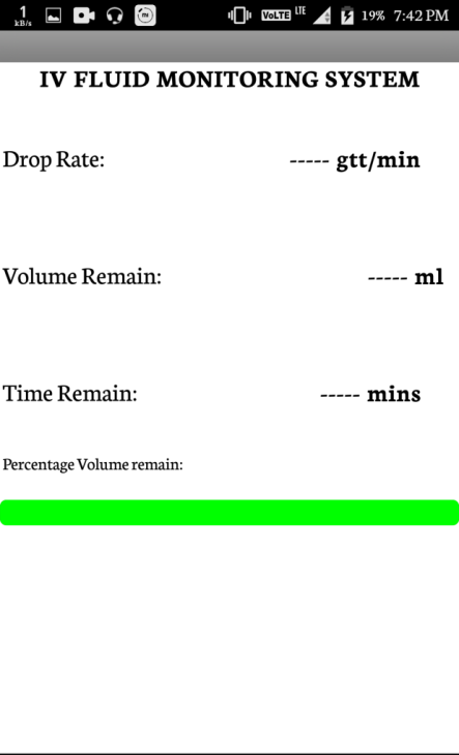 1
kB/s
VoLTE LTE 19% 7:42 PM
IV FLUID MONITORING SYSTEM
Drop Rate: ----- gtt/min
Volume Remain: ----- ml
Time Remain: ----- mins
Percentage Volume remain: